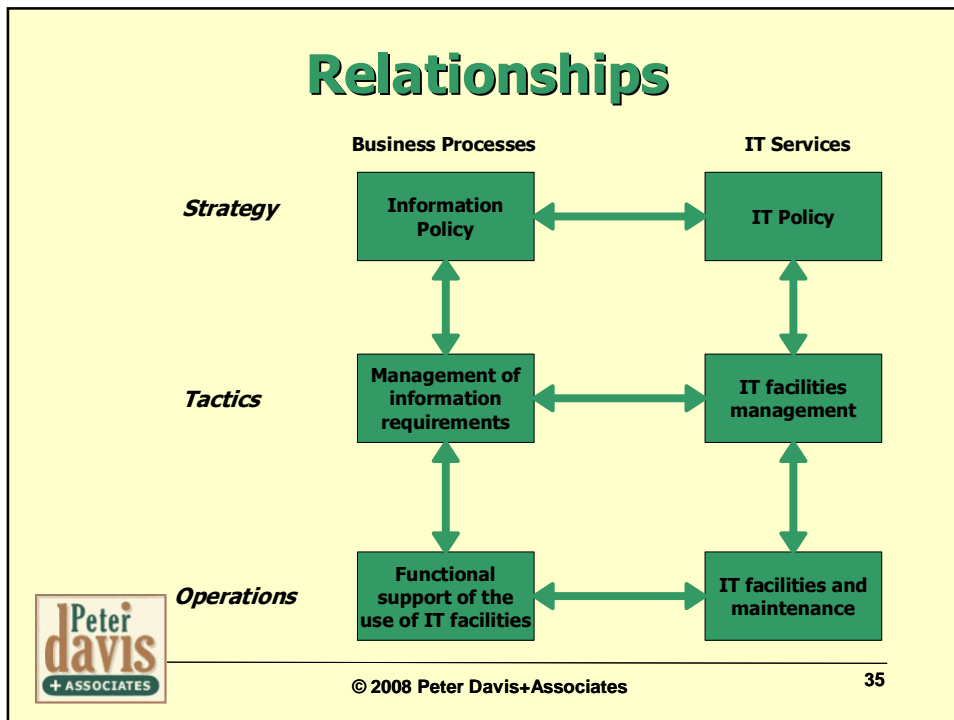 Relationships
Business Processes
IT Services
Strategy
Information
Policy
IT Policy
Tactics
Management of
information
requirements
IT facilities
management
Operations
Functional
support of the
use of IT facilities
IT facilities and
maintenance
Peter
davis
+ ASSOCIATES
© 2008 Peter Davis+Associates
35